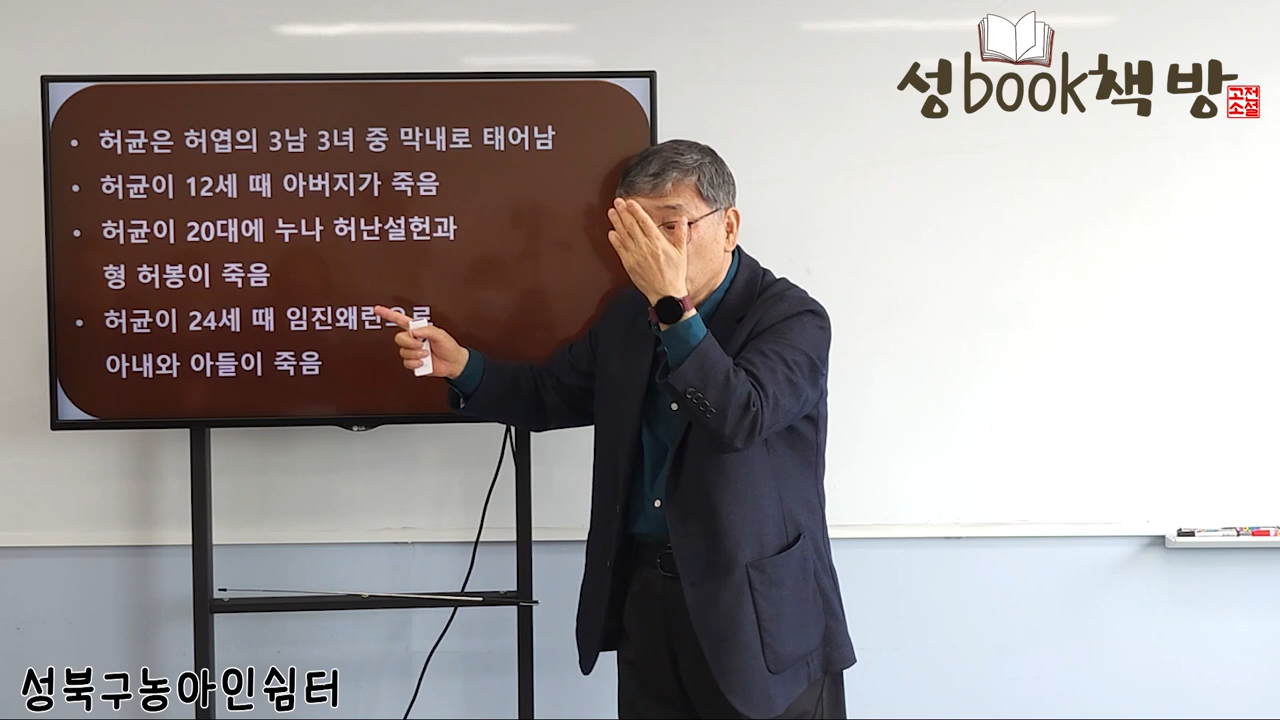 성book책방
고전
소설
• 허균은 허엽의 3남 3녀 중 막내로 태어남
• 허균이 12세 때 아버지가 죽음
• 허균이 20대에 누나 허난설헌과
형 허봉이 죽음
• 허균이 24세 때 임진왜란으로
아내와 아들이 죽음
성북구농아인쉼터